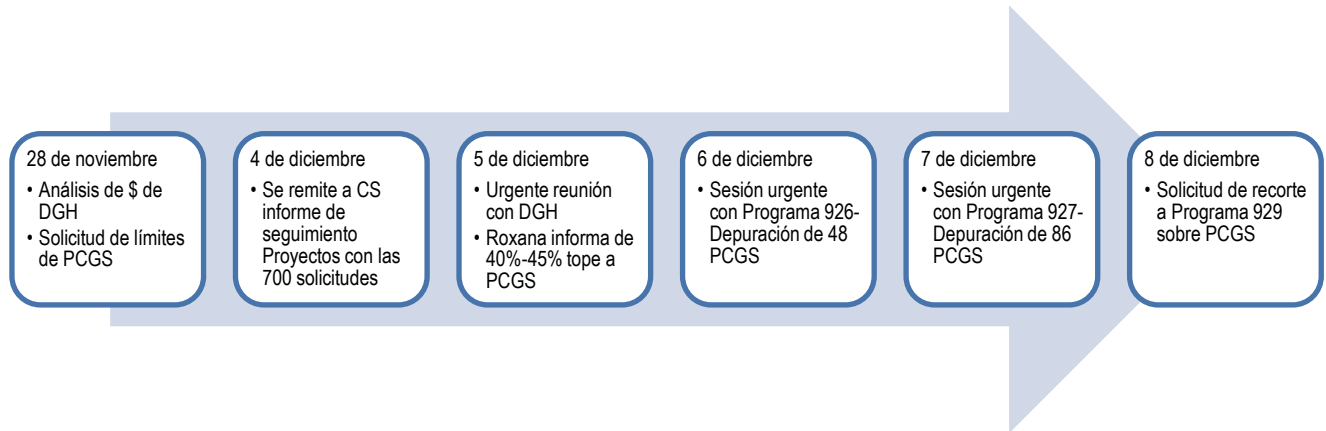 28 de noviembre
• Análisis de $ de
DGH
• Solicitud de límites
de PCGS
4 de diciembre
• Se remite a CS
informe de
seguimiento
Proyectos con las
700 solicitudes
5 de diciembre
• Urgente reunión
con DGH
• Roxana informa de
40%-45% tope a
PCGS
6 de diciembre
• Sesión urgente
con Programa 926-
Depuración de 48
PCGS
7 de diciembre
• Sesión urgente
con Programa 927-
Depuración de 86
PCGS
8 de diciembre
• Solicitud de recorte
a Programa 929
sobre PCGS